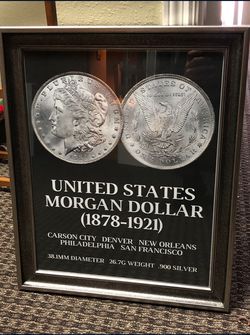 UNITED STATES
MORGAN DOLLAR
(1878-1921)
CARSON CITY DENVER NEW ORLEANS
PHILADELPHIA SAN FRANCISCO
38.1MM DIAMETER 26.7G WEIGHT .900 SILVER